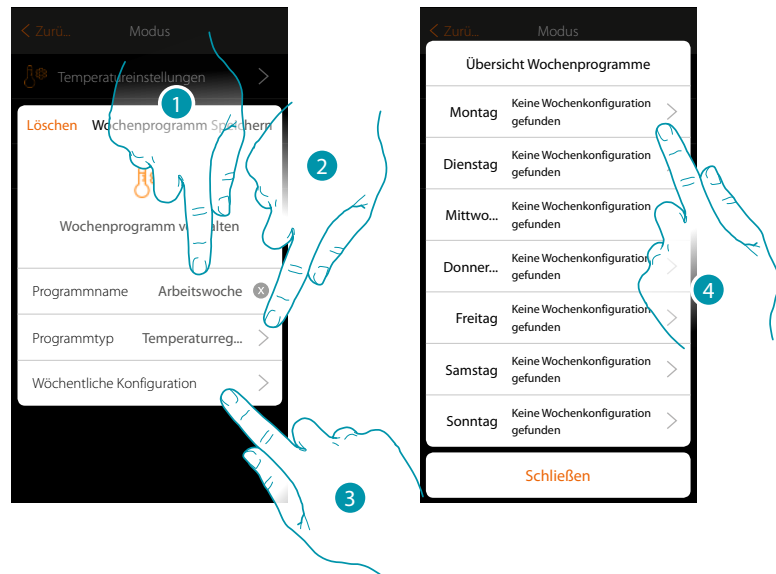 Zurü... Modus
Temperatureinstellungen
1
Löschen Wochenprogramm Speichern
2
Wochenprogramm
Programmname Arbeitswoche X
Programmtyp Temperaturreg...
Wöchentliche Konfiguration
3
Zurü... Modus
Übersicht Wochenprogramme
Montag Keine Wochenkonfiguration
gefunden
Dienstag Keine Wochenkonfiguration
gefunden
Mittwo... Keine Wochenkonfiguration
gefunden
Donner... Keine Wochenkonfiguration
gefunden
4
Freitag Keine Wochenkonfiguration
gefunden
Samstag Keine Wochenkonfiguration
gefunden
Sonntag Keine Wochenkonfiguration
gefunden
Schließen